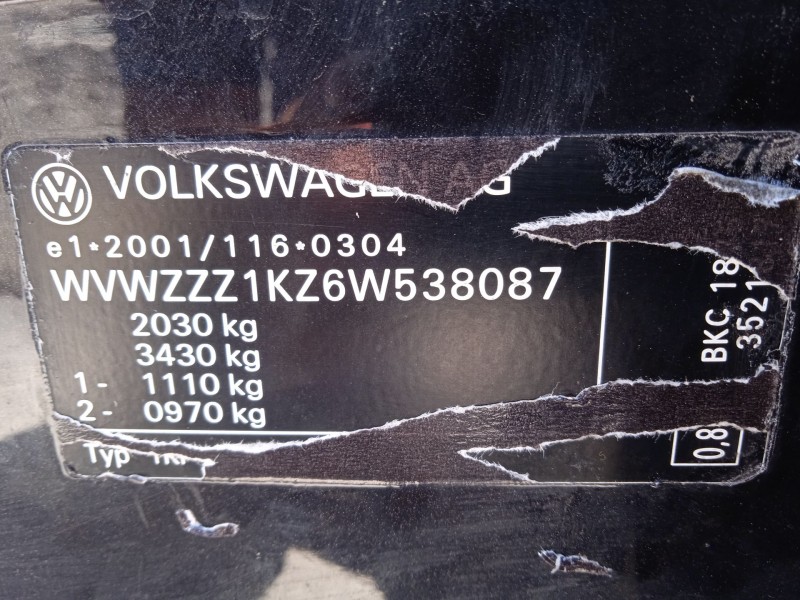 VOLKSWAGEN AG
e1*2001/116*0304
WVWZZZ1KZ6W538087
2030 kg
3430 kg
1- 1110 kg
2- 0970 kg
Typ
BKC 18
3521
0,8